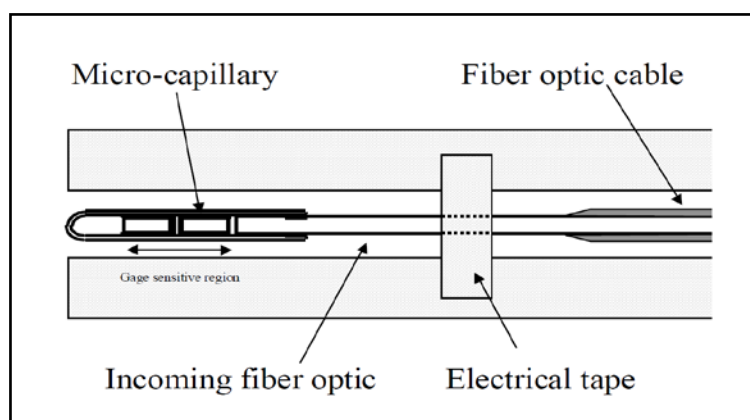 Micro-capillary
Fiber optic cable
Gage sensitive region
Incoming fiber optic
Electrical tape